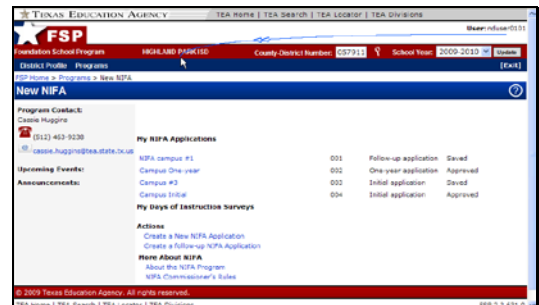 TEXAS EDUCATION AGENCY TEA Home | TEA Search | TEA Locator | TEA Divisions
FSP User: nduser0101
Foundation School Program HIGHLAND PARK ISD County-District Number: 057911 School Year: 2009-2010 Update
District Profile Programs [Exit]
FSP Home > Programs > New NIFA
New NIFA ?
Program Contact:
Cassie Huggins
(512) 463-9238
cassie.huggins@tea.state.tx.us
Upcoming Events:
Announcements:
My NIFA Applications
NIFA campus #1 001 Follow-up application Saved
Campus One-year 002 One-year application Approved
Campus #3 003 Initial application Saved
Campus Initial 004 Initial application Approved
My Days of Instruction Surveys
Actions
Create a New NIFA Application
Create a follow-up NIFA Application
More About NIFA
About the NIFA Program
NIFA Commissioner's Rules
© 2009 Texas Education Agency. All rights reserved.
TEA Home | TEA Search | TEA Locator | TEA Divisions